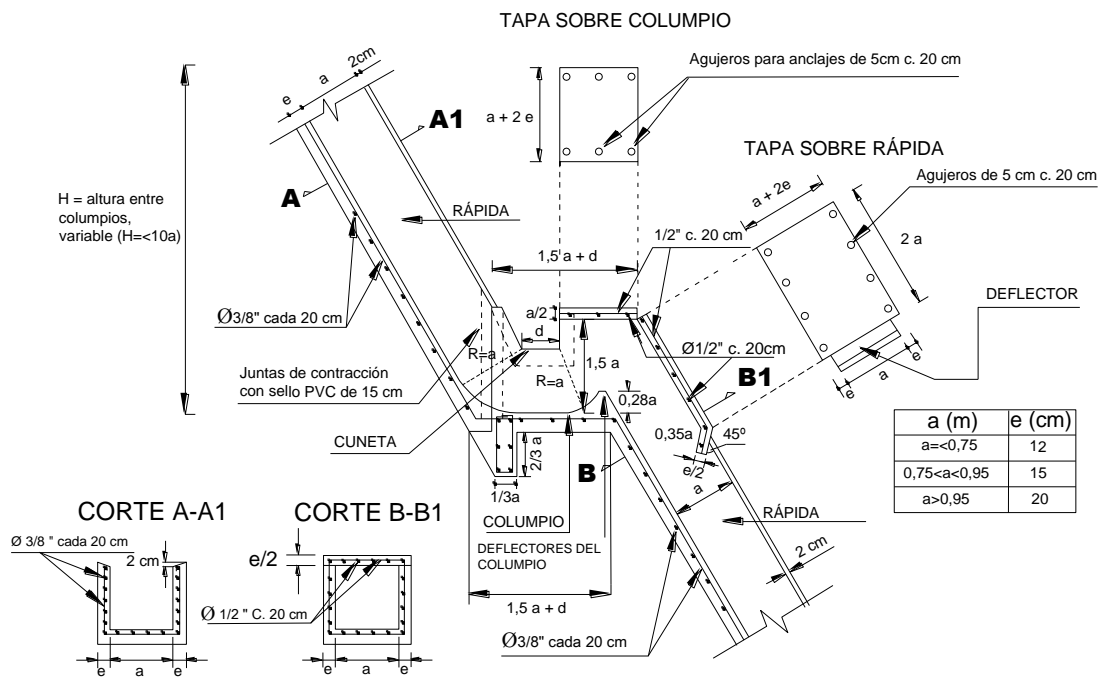 TAPA SOBRE COLUMPIO
e
a
2cm
Agujeros para anclajes de 5cm c. 20 cm
a + 2 e
A1
TAPA SOBRE RÁPIDA
Agujeros de 5 cm c. 20 cm
A
H = altura entre
columpios,
variable (H=<10a)
RÁPIDA
a + 2e
2 a
1/2" c. 20 cm
1,5 a + d
DEFLECTOR
a/2
Ø3/8" cada 20 cm
d
Ø1/2" c. 20cm
R=a
1,5 a
Juntas de contracción
con sello PVC de 15 cm
R=a
B1
e
a
e
0,28a
CUNETA
0,35a
45º
2/3 a
B
e/2
a (m)
e (cm)
a=<0,75
12
0,75<a<0,95
15
a>0,95
20
1/3a
a
CORTE A-A1
CORTE B-B1
COLUMPIO
RÁPIDA
Ø 3/8 " cada 20 cm
2 cm
e/2
DEFLECTORES DEL
COLUMPIO
2 cm
Ø 1/2 " C. 20 cm
1,5 a + d
Ø3/8" cada 20 cm
e
a
e
e
a
e